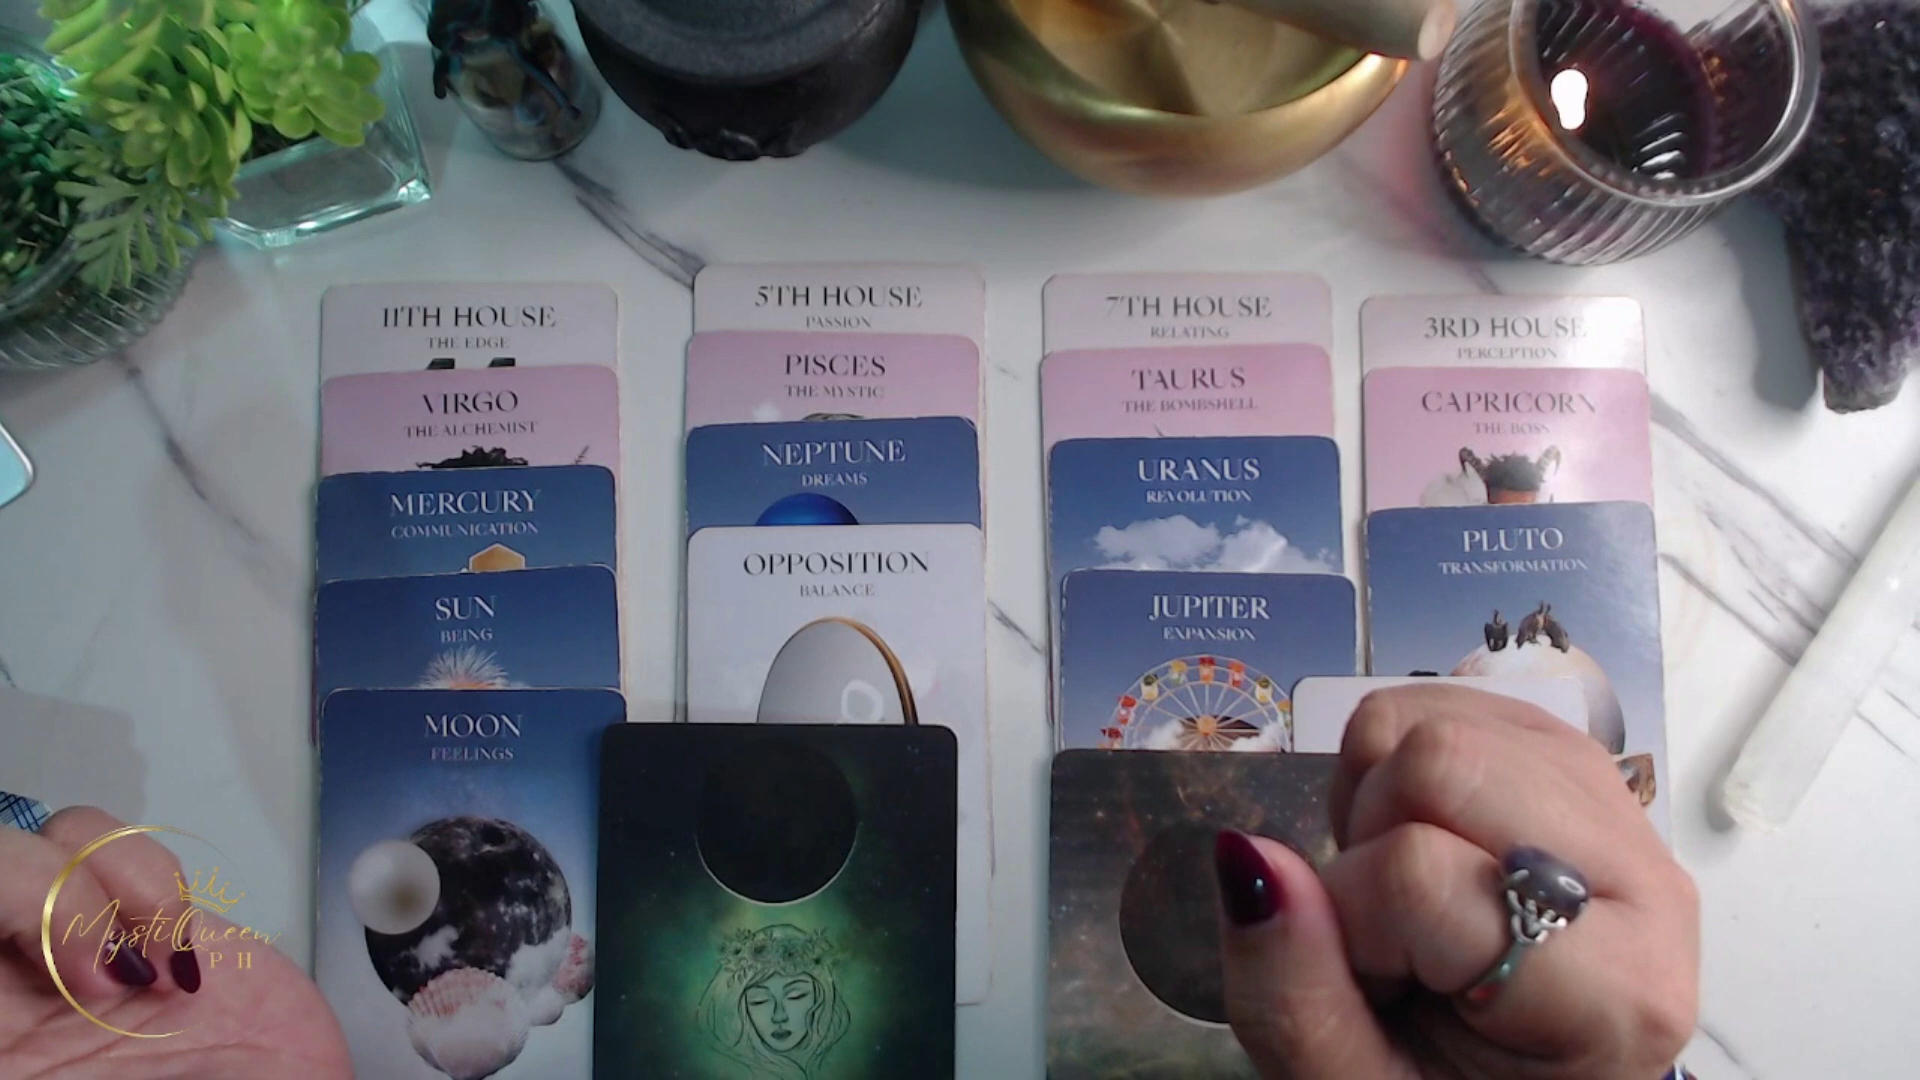 11TH HOUSE
THE EDGE
VIRGO
THE ALCHEMIST
MERCURY
COMMUNICATION
SUN
BEING
MOON
FEELINGS
5TH HOUSE
PASSION
PISCES
THE MYSTIC
NEPTUNE
DREAMS
OPPOSITION
BALANCE
7TH HOUSE
RELATING
TAURUS
THE BOMBSHELL
URANUS
REVOLUTION
JUPITER
EXPANSION
3RD HOUSE
PERCEPTION
CAPRICORN
THE BOSS
PLUTO
TRANSFORMATION
MystiQueen
PH